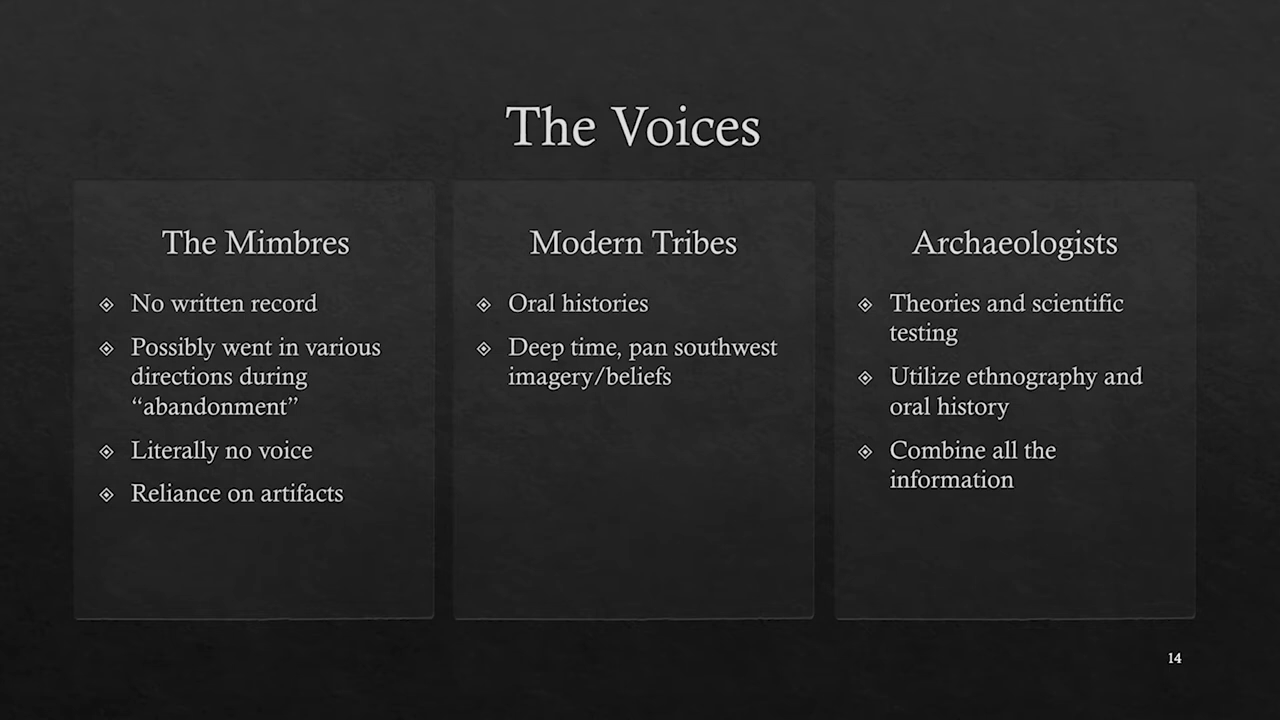 The Voices
The Mimbres
No written record
Possibly went in various
directions during
“abandonment”
Literally no voice
Reliance on artifacts
Modern Tribes
Oral histories
Deep time, pan southwest
imagery/beliefs
Archaeologists
Theories and scientific
testing
Utilize ethnography and
oral history
Combine all the
information
14